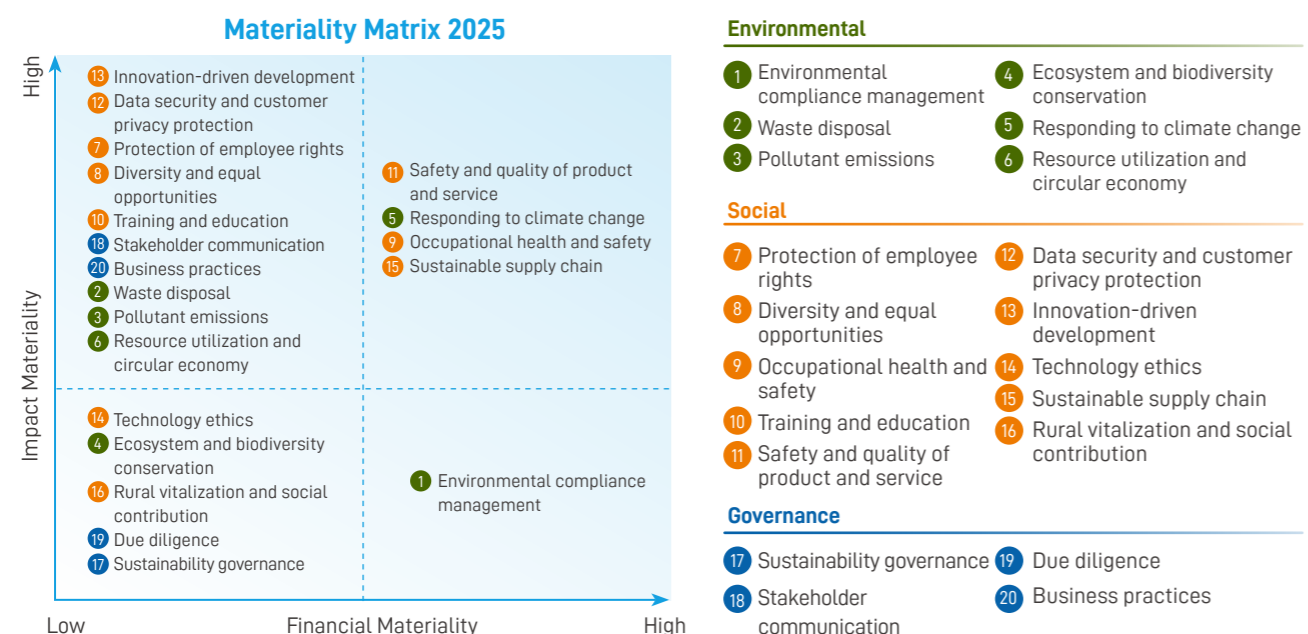 Materiality Matrix 2025
High
Impact Materiality
13 Innovation-driven development
12 Data security and customer
privacy protection
7 Protection of employee rights
8 Diversity and equal
opportunities
10 Training and education
18 Stakeholder communication
20 Business practices
2 Waste disposal
3 Pollutant emissions
6 Resource utilization and
circular economy
11 Safety and quality of product
and service
5 Responding to climate change
9 Occupational health and safety
15 Sustainable supply chain
14 Technology ethics
4 Ecosystem and biodiversity
conservation
16 Rural vitalization and social
contribution
19 Due diligence
17 Sustainability governance
1 Environmental compliance
management
Low
Financial Materiality
High
Environmental
1 Environmental
compliance management
2 Waste disposal
3 Pollutant emissions
4 Ecosystem and biodiversity
conservation
5 Responding to climate change
6 Resource utilization and
circular economy
Social
7 Protection of employee
rights
8 Diversity and equal
opportunities
9 Occupational health and
safety
10 Training and education
11 Safety and quality of
product and service
12 Data security and customer
privacy protection
13 Innovation-driven
development
14 Technology ethics
15 Sustainable supply chain
16 Rural vitalization and social
contribution
Governance
17 Sustainability governance
18 Stakeholder
communication
19 Due diligence
20 Business practices